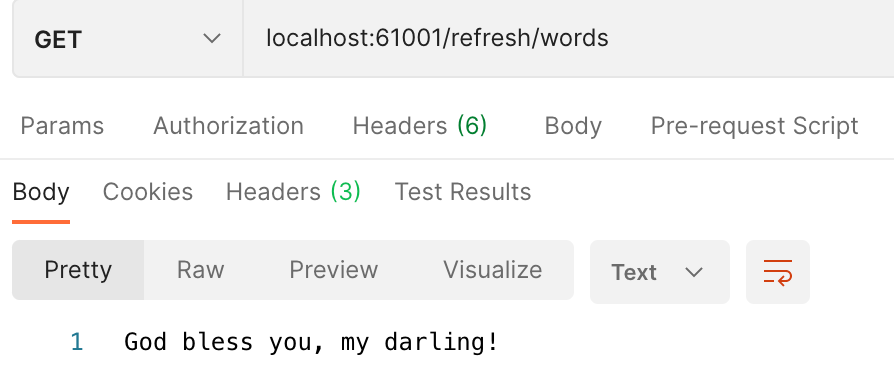 GET localhost:61001/refresh/words
Params Authorization Headers (6) Body Pre-request Script
Body Cookies Headers (3) Test Results
Pretty Raw Preview Visualize Text
1 God bless you, my darling!